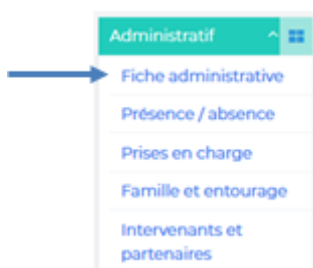 Administratif
Fiche administrative
Présence / absence
Prises en charge
Famille et entourage
Intervenants et
partenaires